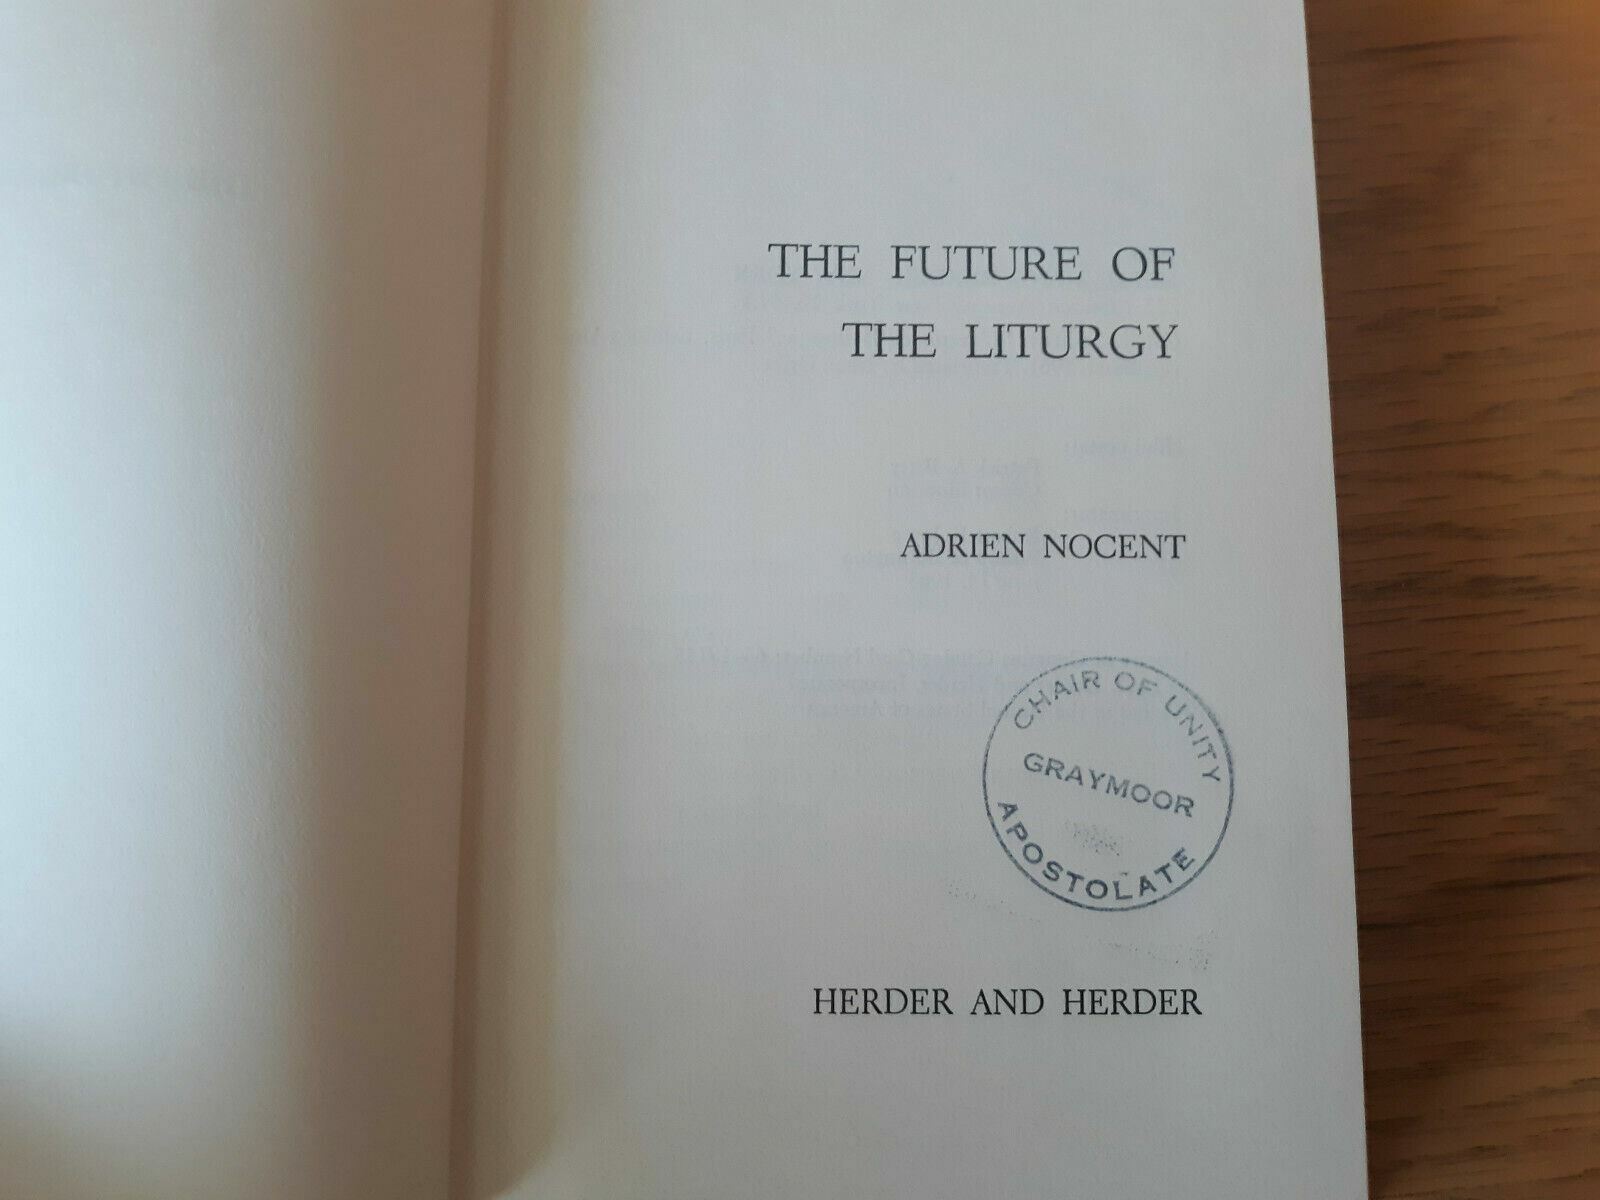 THE FUTURE OF
THE LITURGY
ADRIEN NOCENT
CHAIR OF UNITY
GRAYMOOR
APOSTOLATE
HERDER AND HERDER